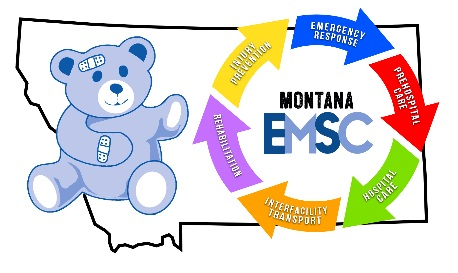 INJURY
PREVENTION
EMERGENCY
RESPONSE
PREHOSPITAL
CARE
HOSPITAL
CARE
INTERFACILITY
TRANSPORT
REHABILITATION
MONTANA
EMSC